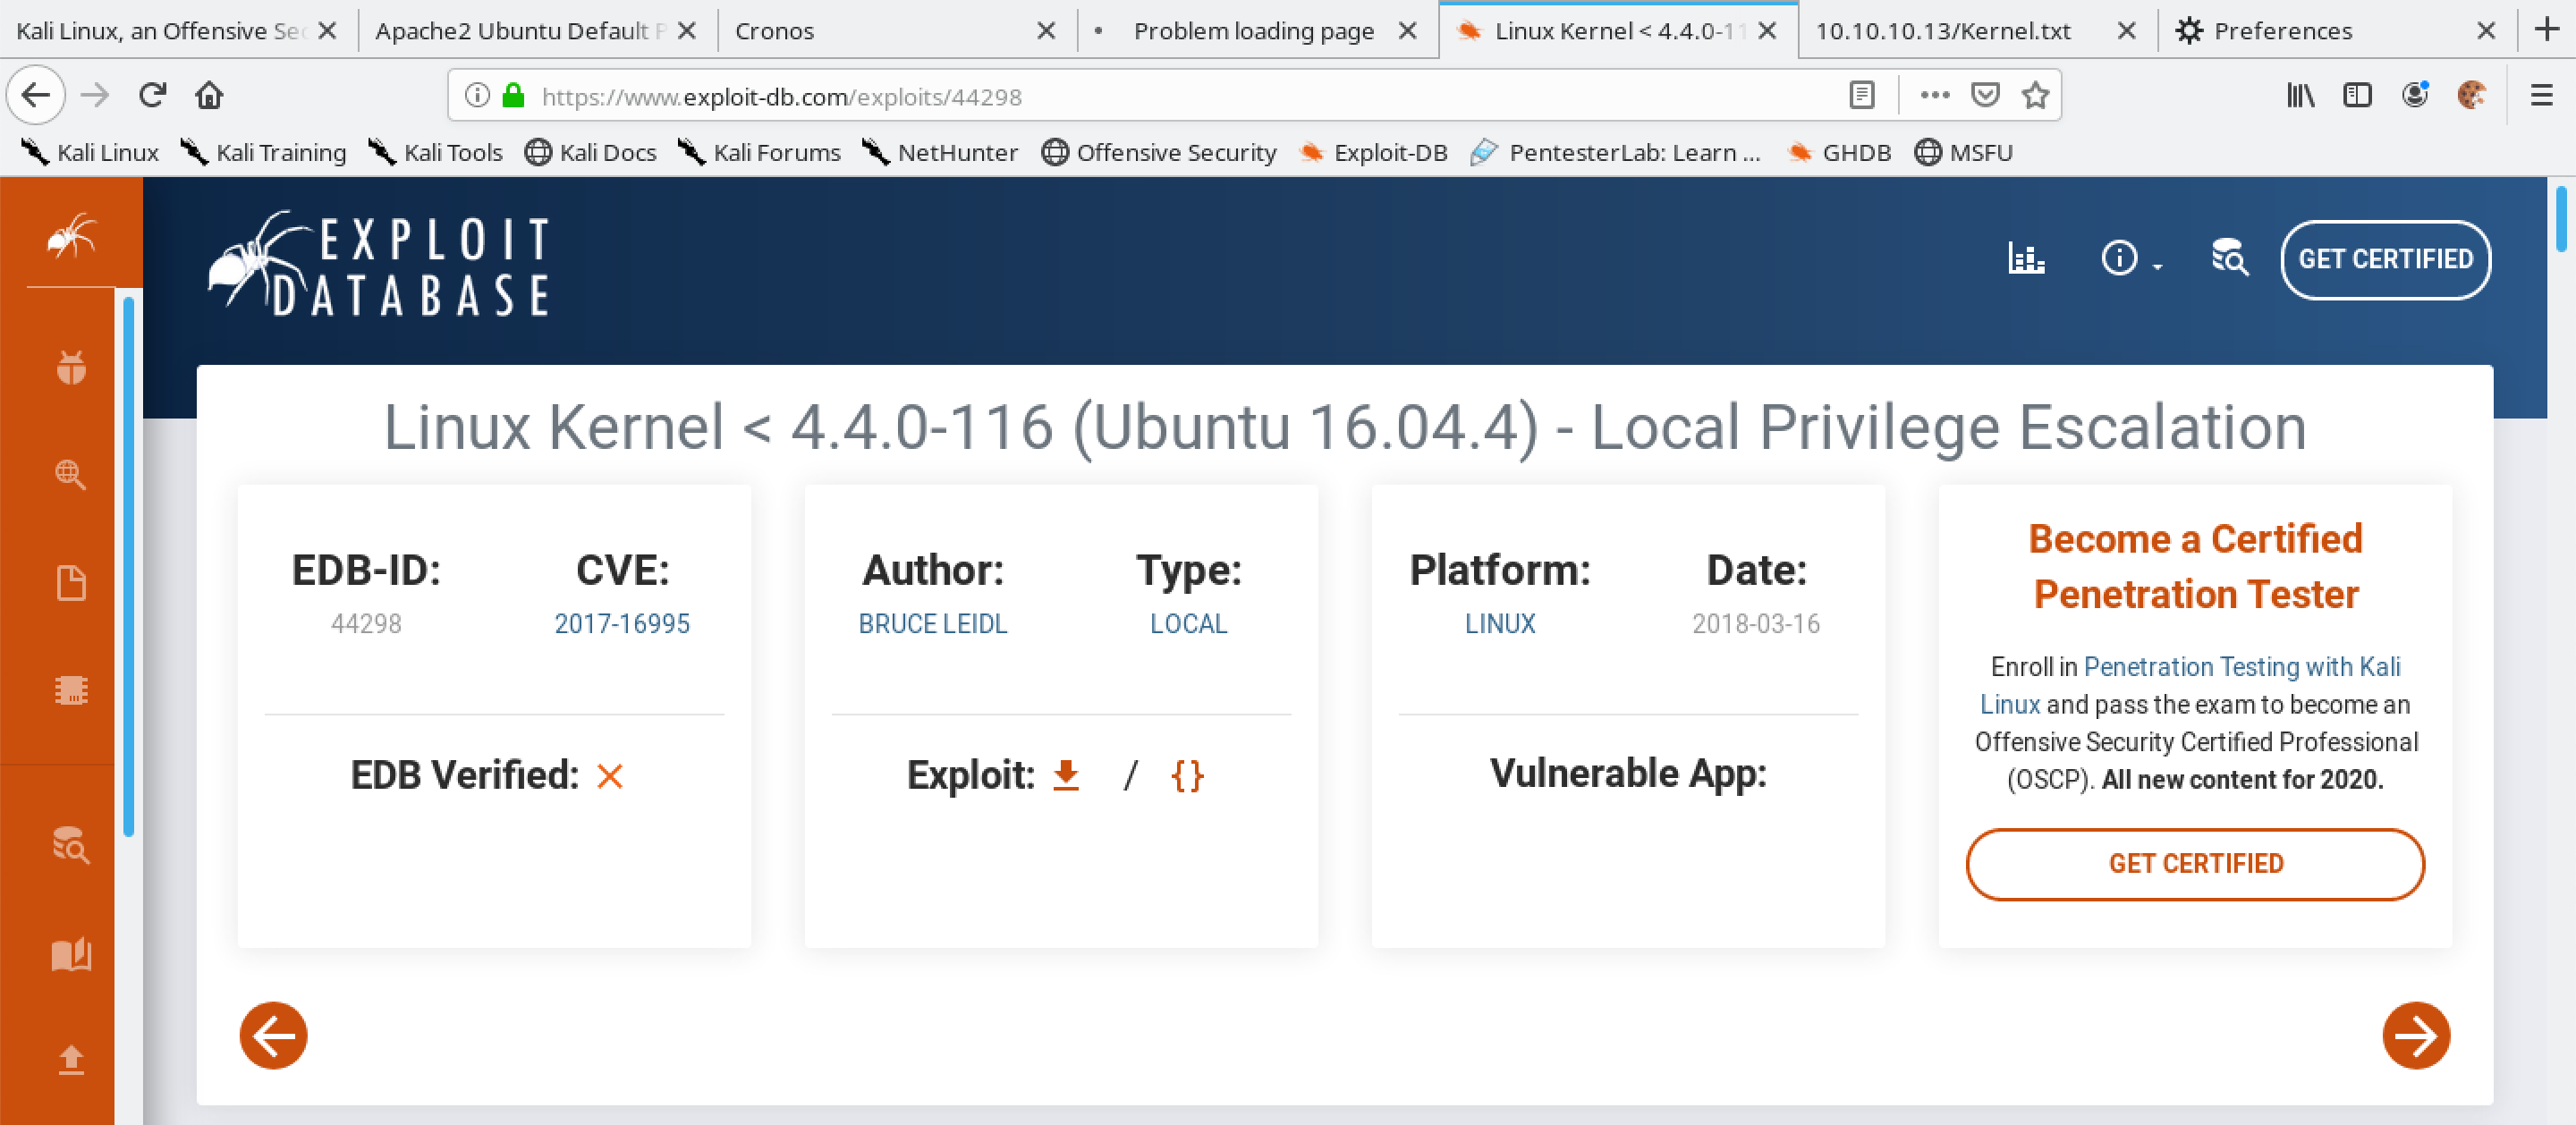 Kali Linux, an Offensive Sec
Apache2 Ubuntu Default P
Cronos
Problem loading page
Linux Kernel < 4.4.0-11
10.10.10.13/Kernel.txt
Preferences
https://www.exploit-db.com/exploits/44298
Kali Linux
Kali Training
Kali Tools
Kali Docs
Kali Forums
NetHunter
Offensive Security
Exploit-DB
PentesterLab: Learn ...
GHDB
MSFU
EXPLOIT
DATABASE
GET CERTIFIED
Linux Kernel < 4.4.0-116 (Ubuntu 16.04.4) - Local Privilege Escalation
EDB-ID:
44298
CVE:
2017-16995
EDB Verified:
Author:
BRUCE LEIDL
Type:
LOCAL
Exploit: / {}
Platform:
LINUX
Date:
2018-03-16
Vulnerable App:
Become a Certified
Penetration Tester
Enroll in Penetration Testing with Kali
Linux and pass the exam to become an
Offensive Security Certified Professional
(OSCP). All new content for 2020.
GET CERTIFIED